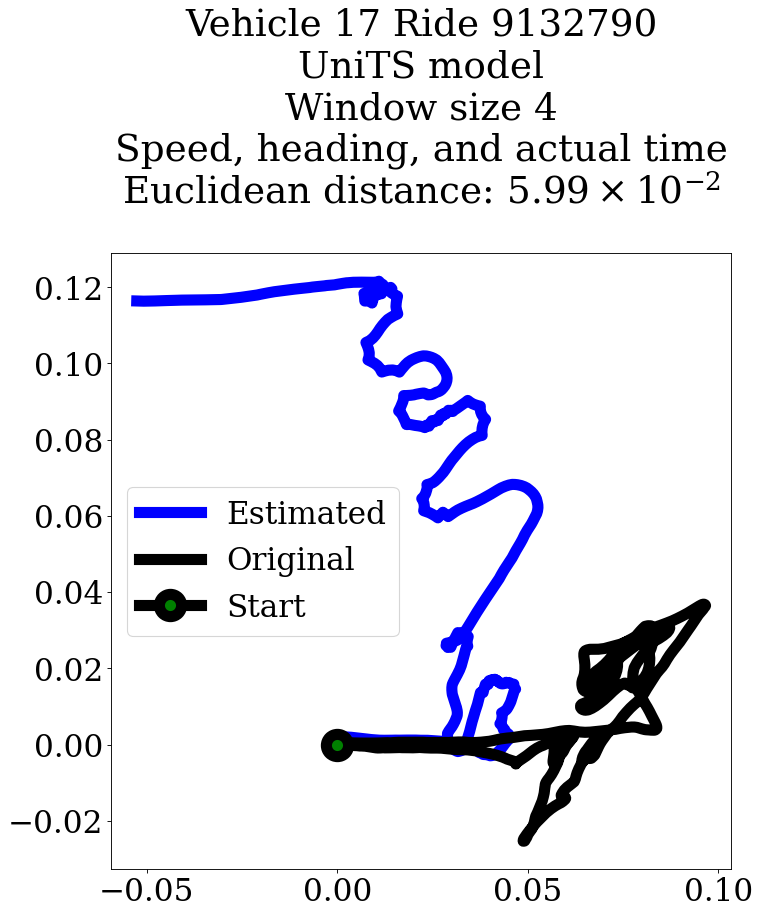 Vehicle 17 Ride 9132790
UniTS model
Window size 4
Speed, heading, and actual time
Euclidean distance: 5.99 × 10⁻²
0.12
0.10
0.08
0.06
0.04
0.02
0.00
−0.02
Estimated
Original
Start
−0.05 0.00 0.05 0.10